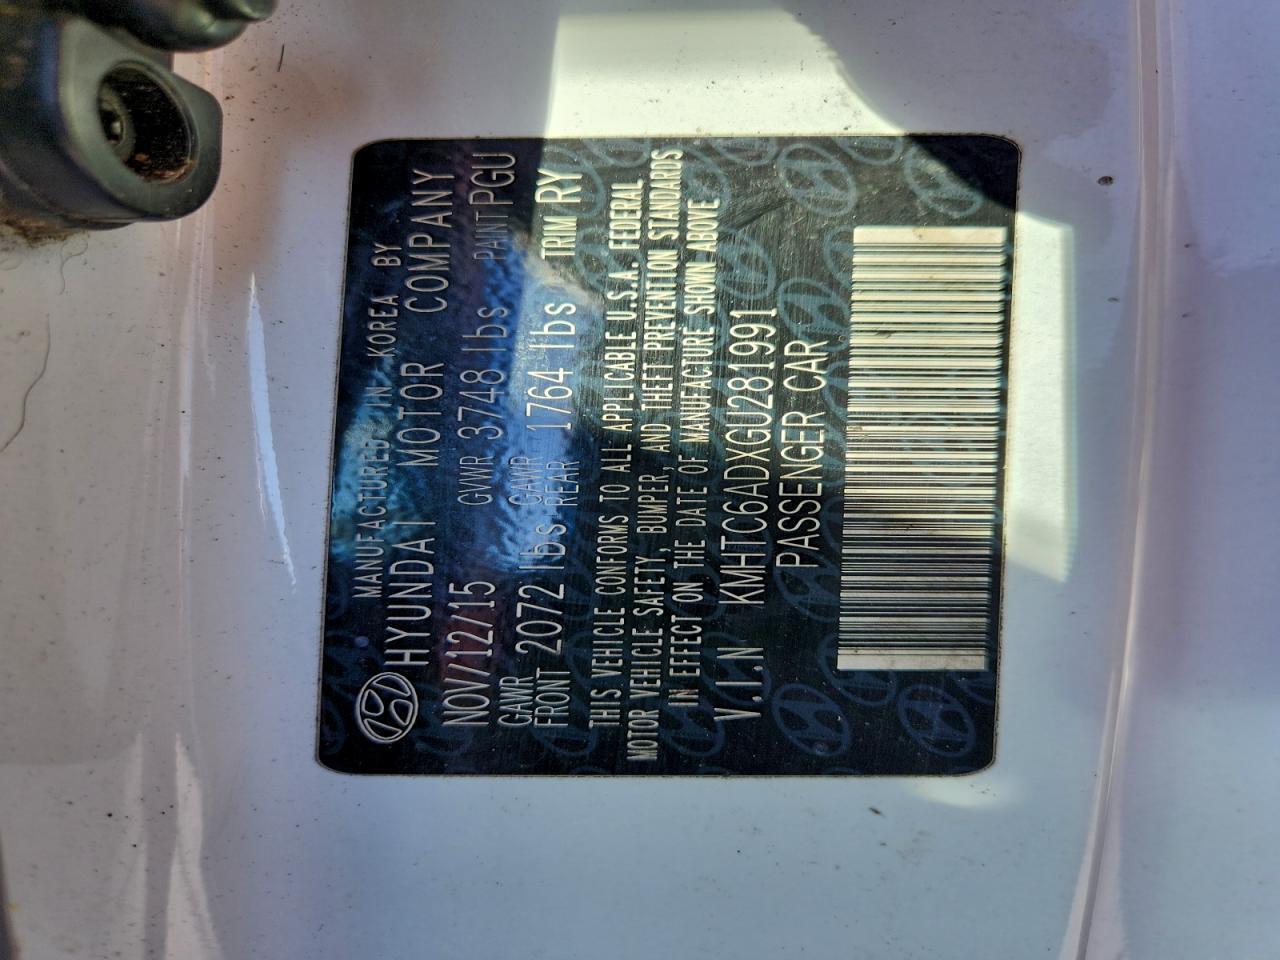 MANUFACTURED IN KOREA BY
HYUNDAI MOTOR COMPANY
NOV/12/15 GVWR 3748 lbs PAINT PGU
GAWR FRONT 2072 lbs GAWR REAR 1764 lbs TRIM RY
THIS VEHICLE CONFORMS TO ALL APPLICABLE U.S.A. FEDERAL
MOTOR VEHICLE SAFETY, BUMPER, AND THEFT PREVENTION STANDARDS
IN EFFECT ON THE DATE OF MANUFACTURE SHOWN ABOVE
V.I.N KMHTC6ADXGU281991
PASSENGER CAR